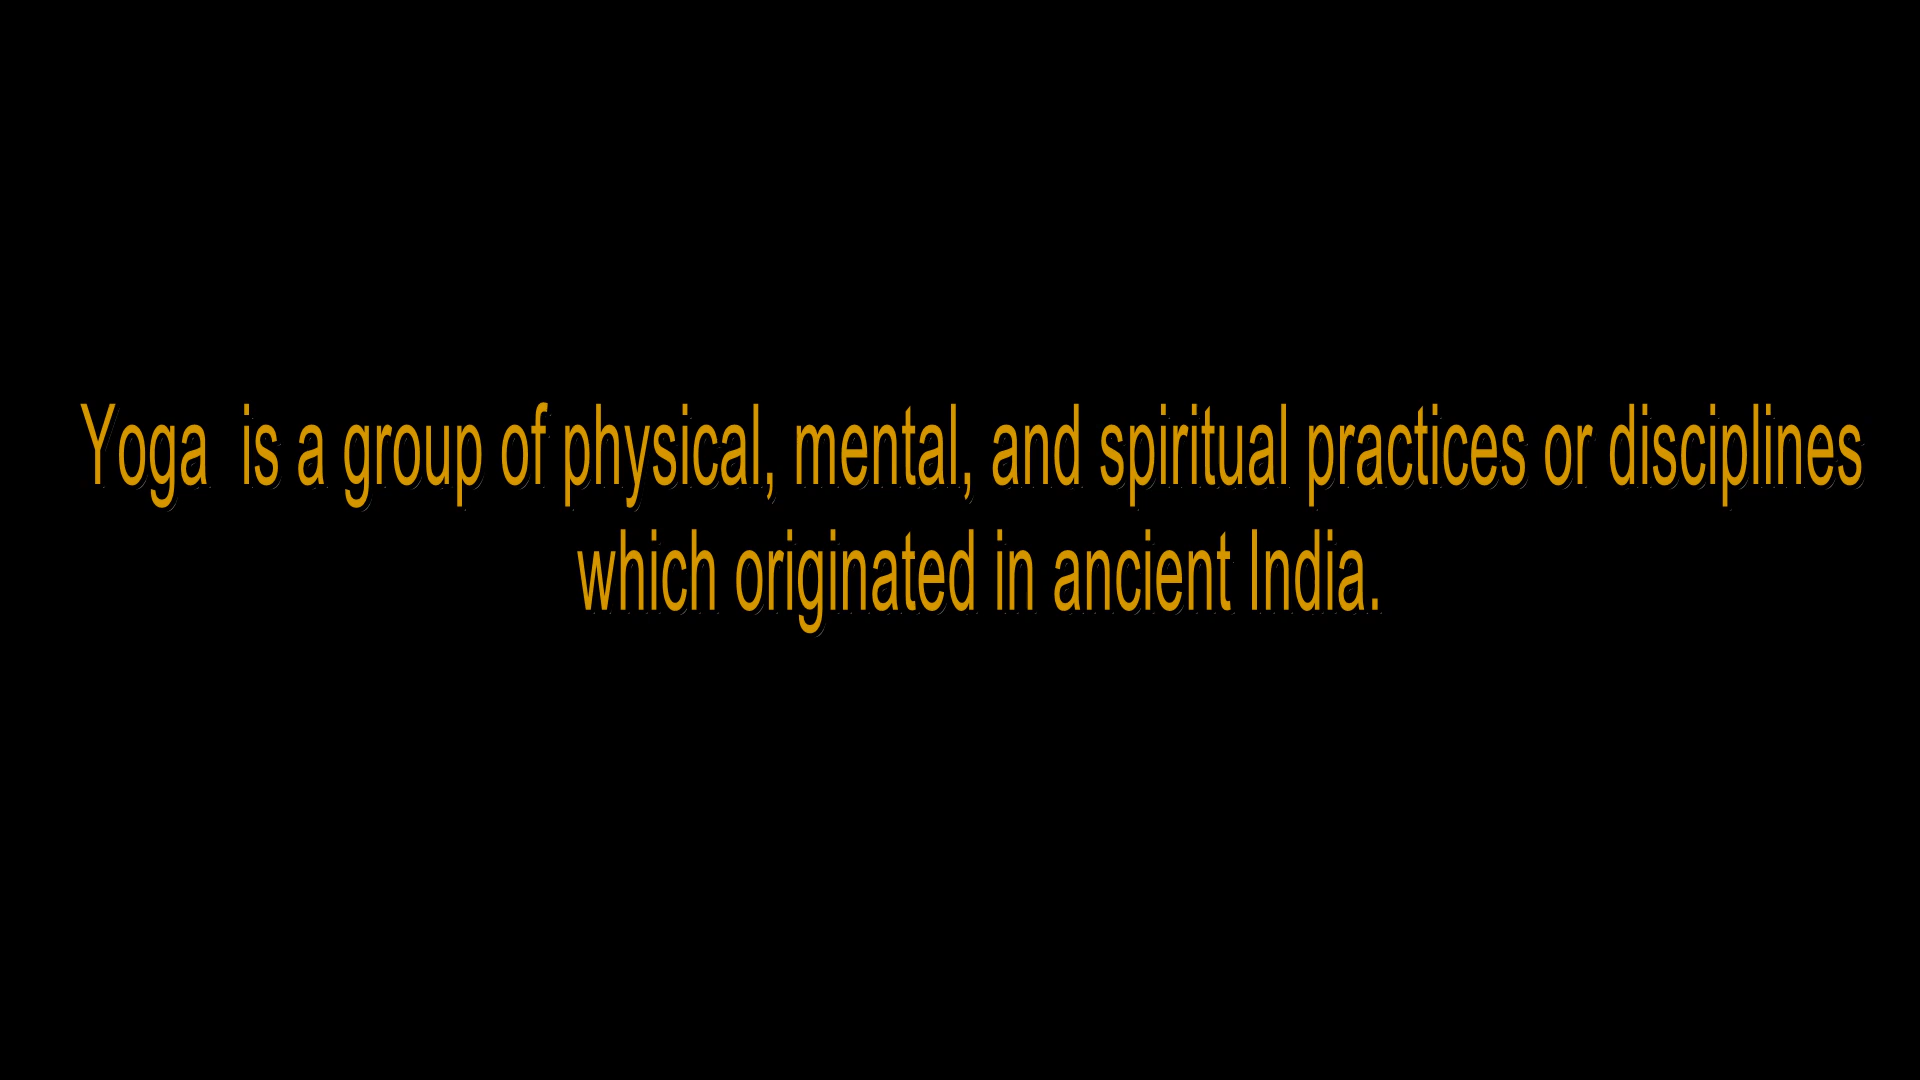 Yoga  is a group of physical, mental, and spiritual practices or disciplines
which originated in ancient India.